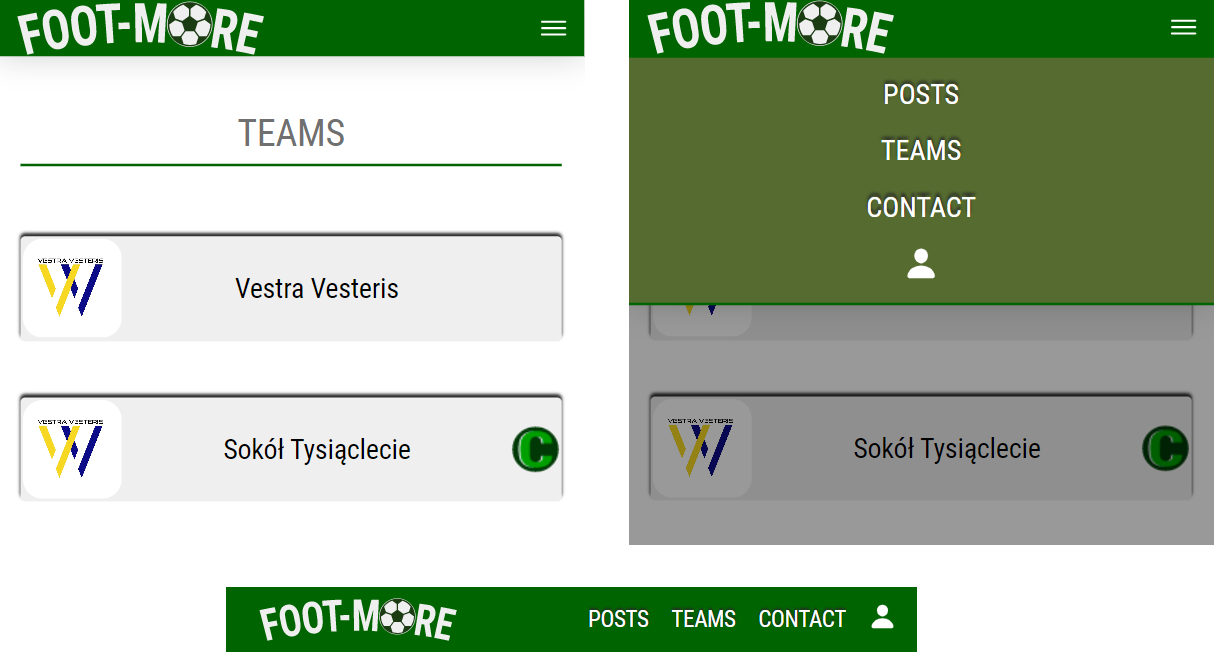 FOOT-MORE
TEAMS
VESTRA VESTERIS
Vestra Vesteris
VESTRA VESTERIS
Sokół Tysiąclecie
C
FOOT-MORE
POSTS
TEAMS
CONTACT
VESTRA VESTERIS
Sokół Tysiąclecie
C
FOOT-MORE
POSTS TEAMS CONTACT